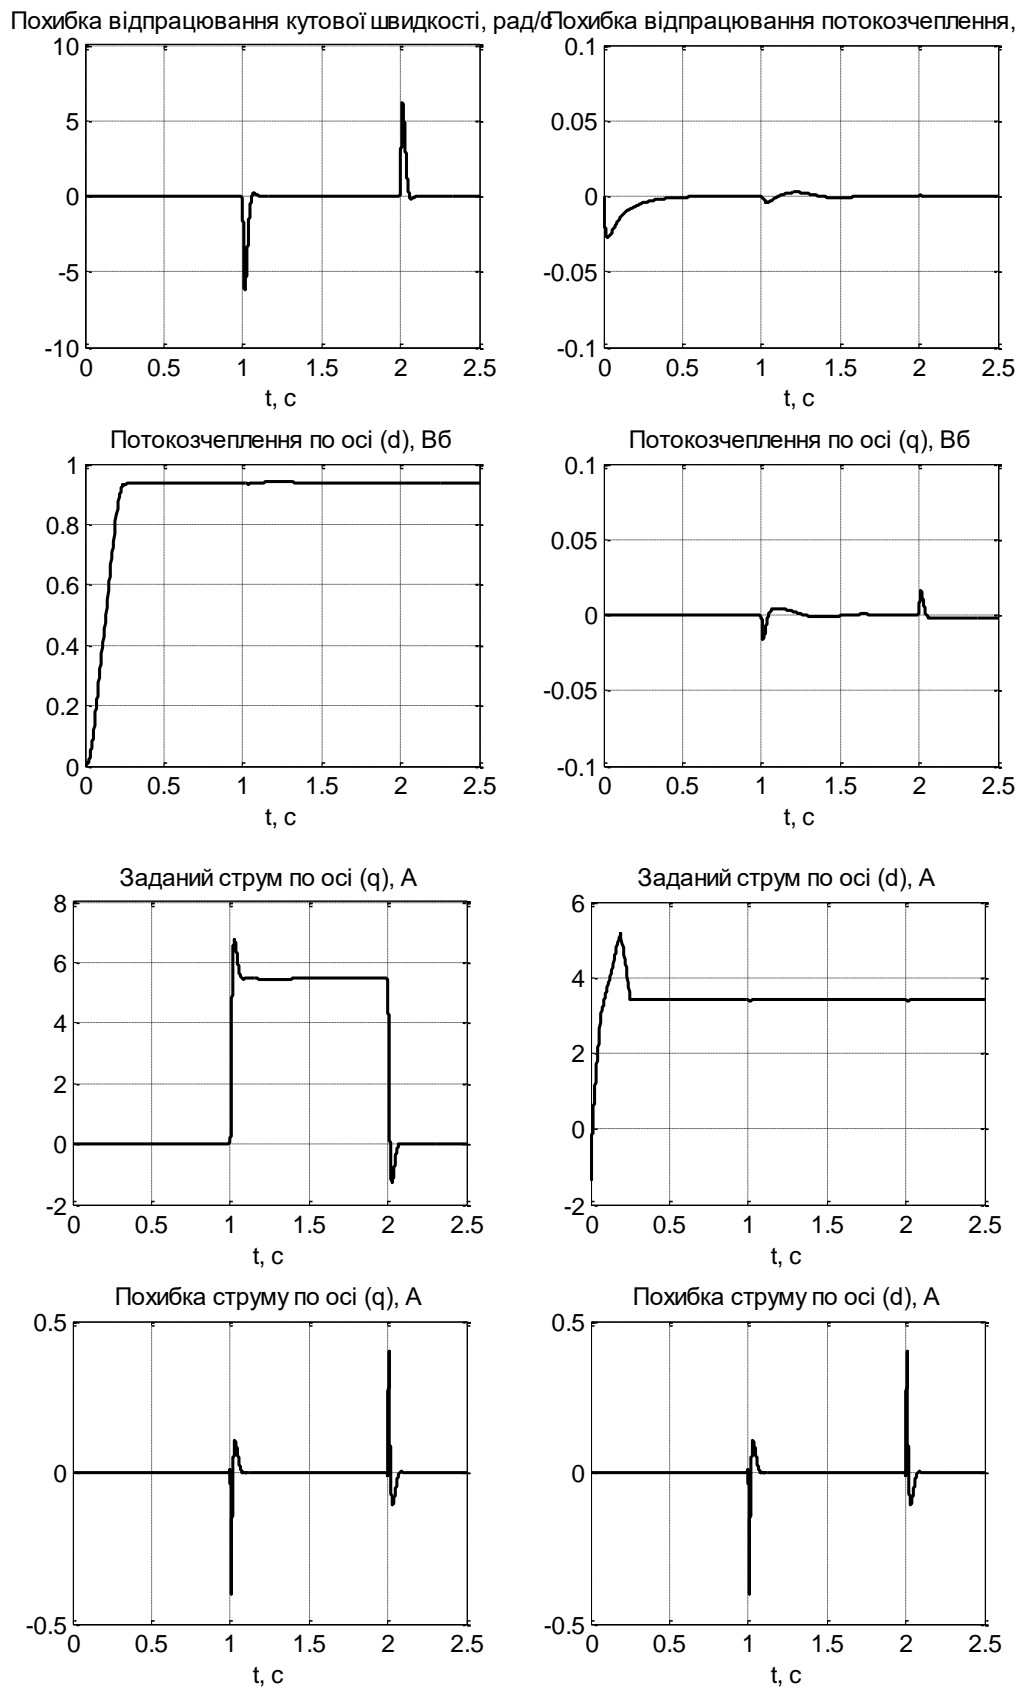 Похибка відпрацювання кутової швидкості, рад/с Похибка відпрацювання потокозчеплення,
10
5
0
-5
-10
0 0.5 1 1.5 2 2.5
t, c
0.1
0.05
0
-0.05
-0.1
0 0.5 1 1.5 2 2.5
t, c
Потокозчеплення по осі (d), Вб
1
0.8
0.6
0.4
0.2
0
0 0.5 1 1.5 2 2.5
t, c
Потокозчеплення по осі (q), Вб
0.1
0.05
0
-0.05
-0.1
0 0.5 1 1.5 2 2.5
t, c
Заданий струм по осі (q), А
8
6
4
2
0
-2
0 0.5 1 1.5 2 2.5
t, c
Заданий струм по осі (d), А
6
4
2
0
-2
0 0.5 1 1.5 2 2.5
t, c
Похибка струму по осі (q), А
0.5
0
-0.5
0 0.5 1 1.5 2 2.5
t, c
Похибка струму по осі (d), А
0.5
0
-0.5
0 0.5 1 1.5 2 2.5
t, c